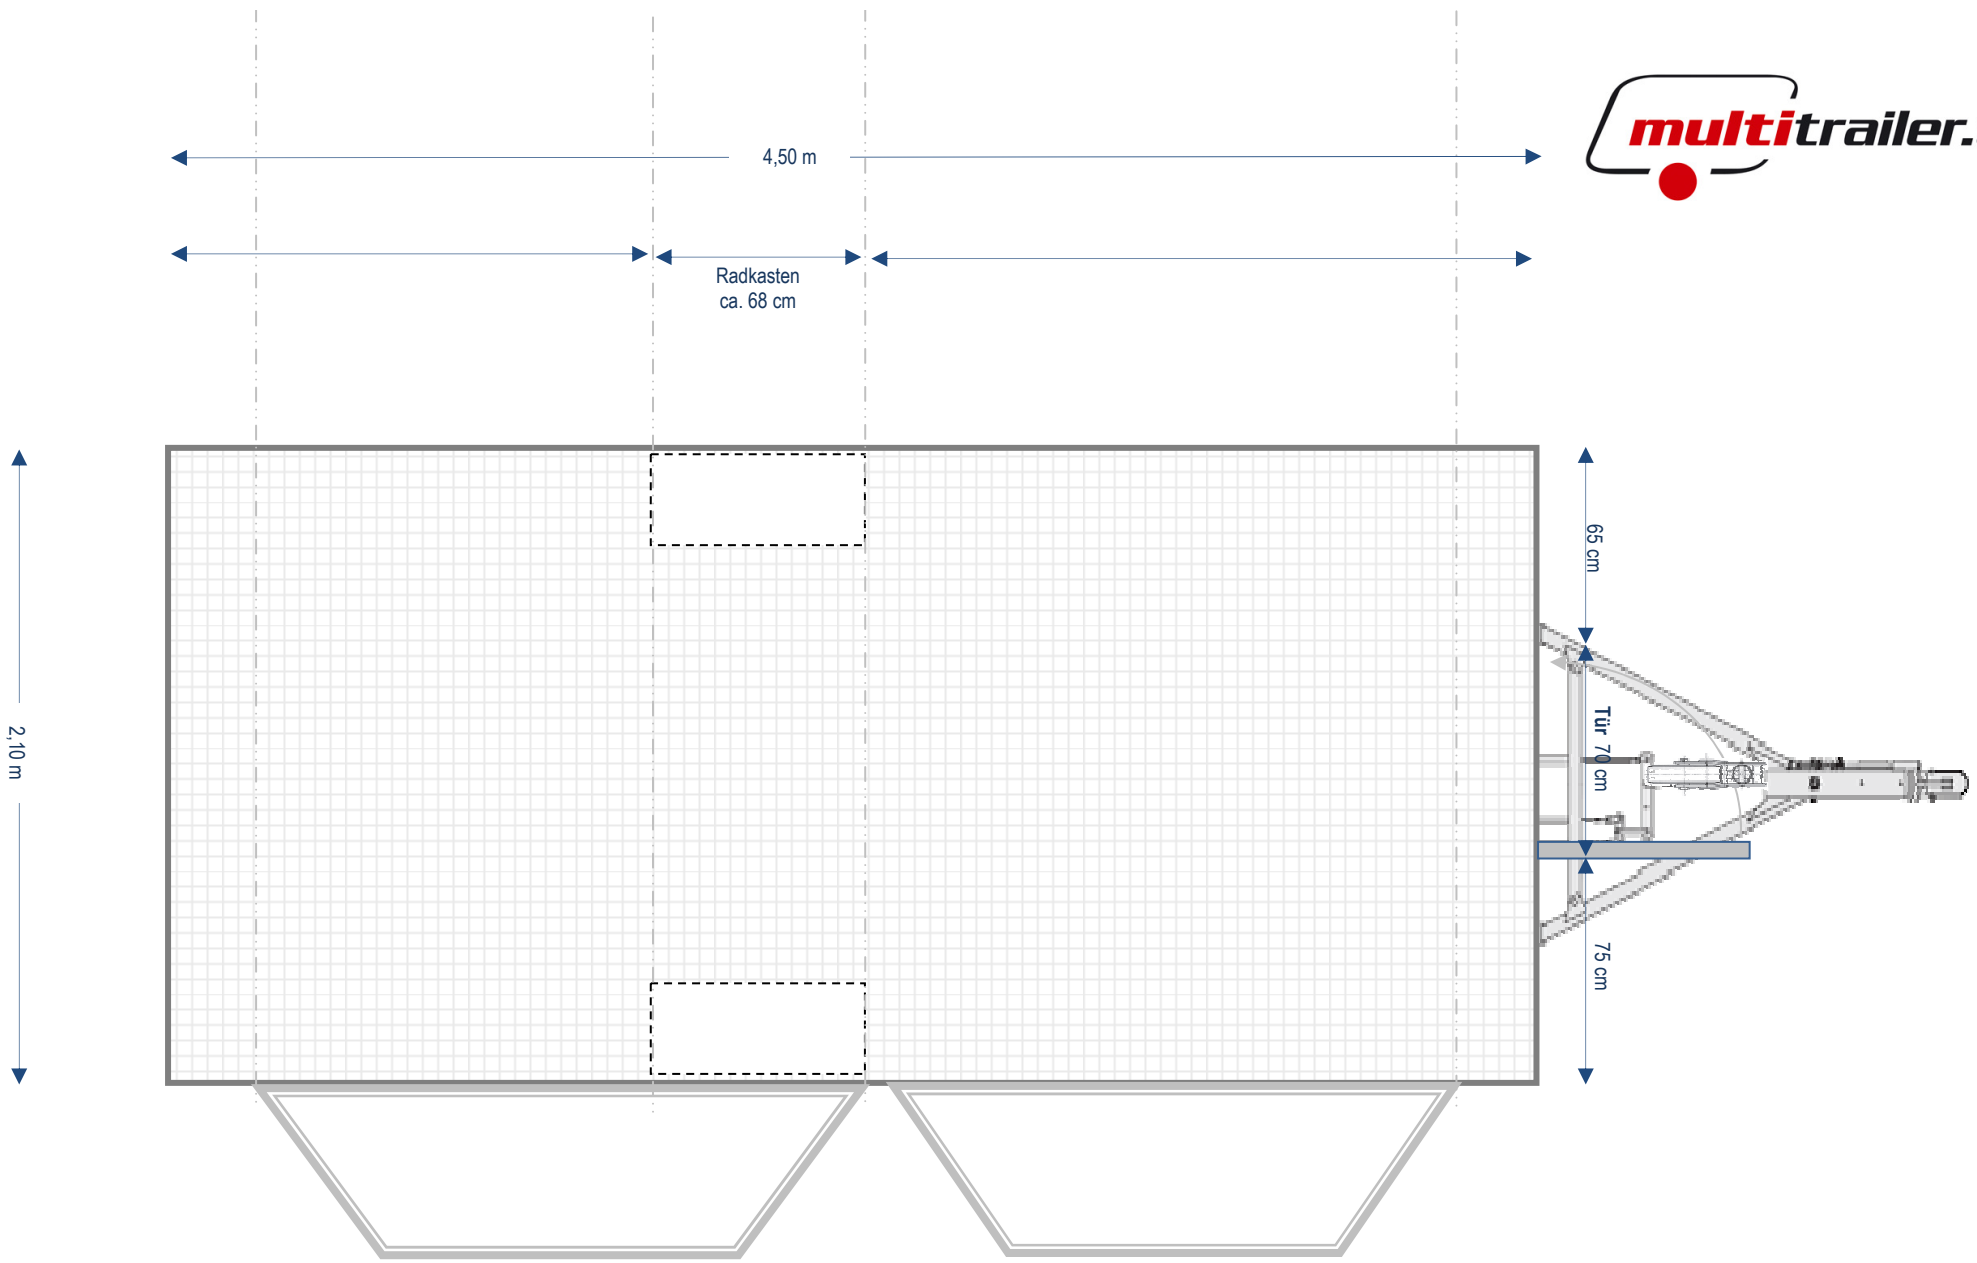 multitrailer.
4,50 m
Radkasten
ca. 68 cm
65 cm
2,10 m
Tür 70 cm
75 cm